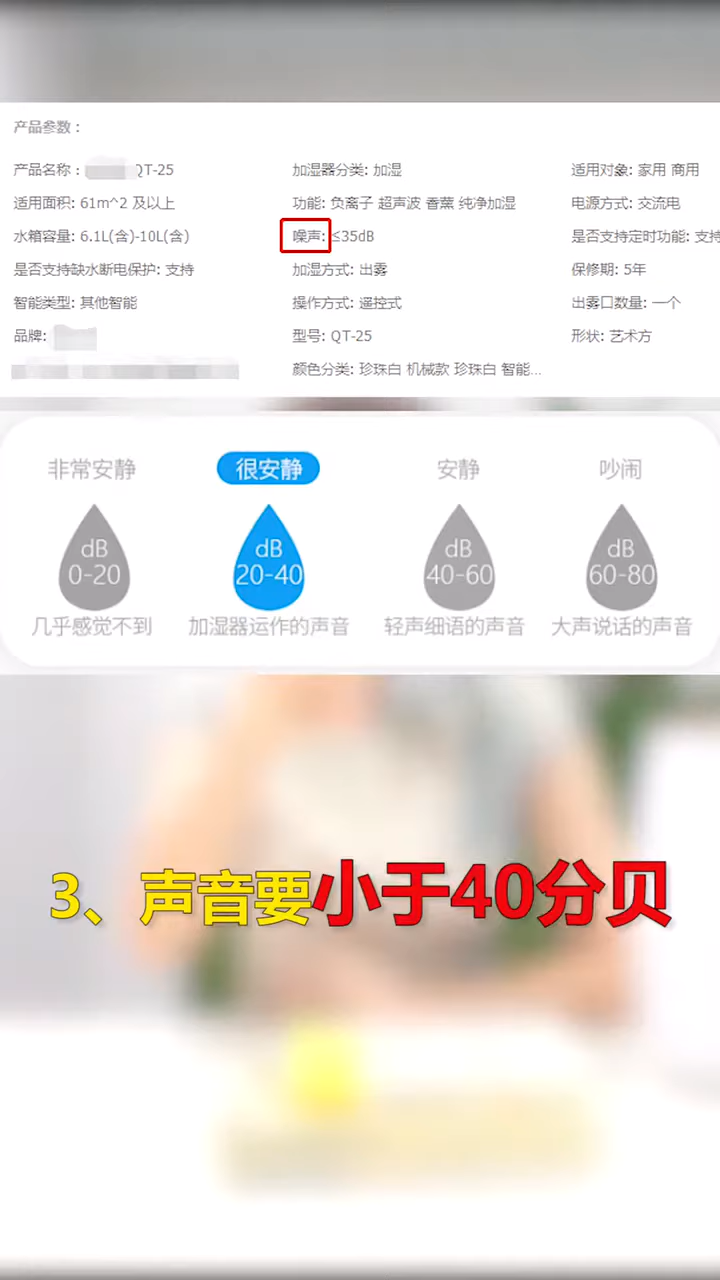 产品参数：
产品名称： QT-25 加湿器分类: 加湿 适用对象: 家用 商用
适用面积: 61m^2 及以上 功能: 负离子 超声波 香薰 纯净加湿 电源方式: 交流电
水箱容量: 6.1L(含)-10L(含) 噪声: ≤35dB 是否支持定时功能: 支持
是否支持缺水断电保护: 支持 加湿方式: 出雾 保修期: 5年
智能类型: 其他智能 操作方式: 遥控式 出雾口数量: 一个
品牌: 型号: QT-25 形状: 艺术方
颜色分类: 珍珠白 机械款 珍珠白 智能...
非常安静 很安静 安静 吵闹
dB dB dB dB
0-20 20-40 40-60 60-80
几乎感觉不到 加湿器运作的声音 轻声细语的声音 大声说话的声音
3、声音要小于40分贝